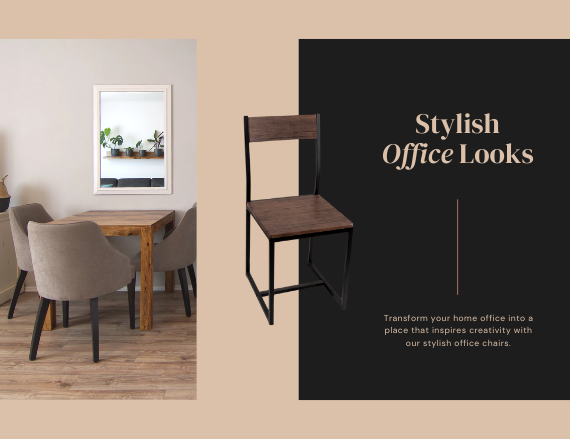 Stylish
Office Looks
Transform your home office into a
place that inspires creativity with
our stylish office chairs.